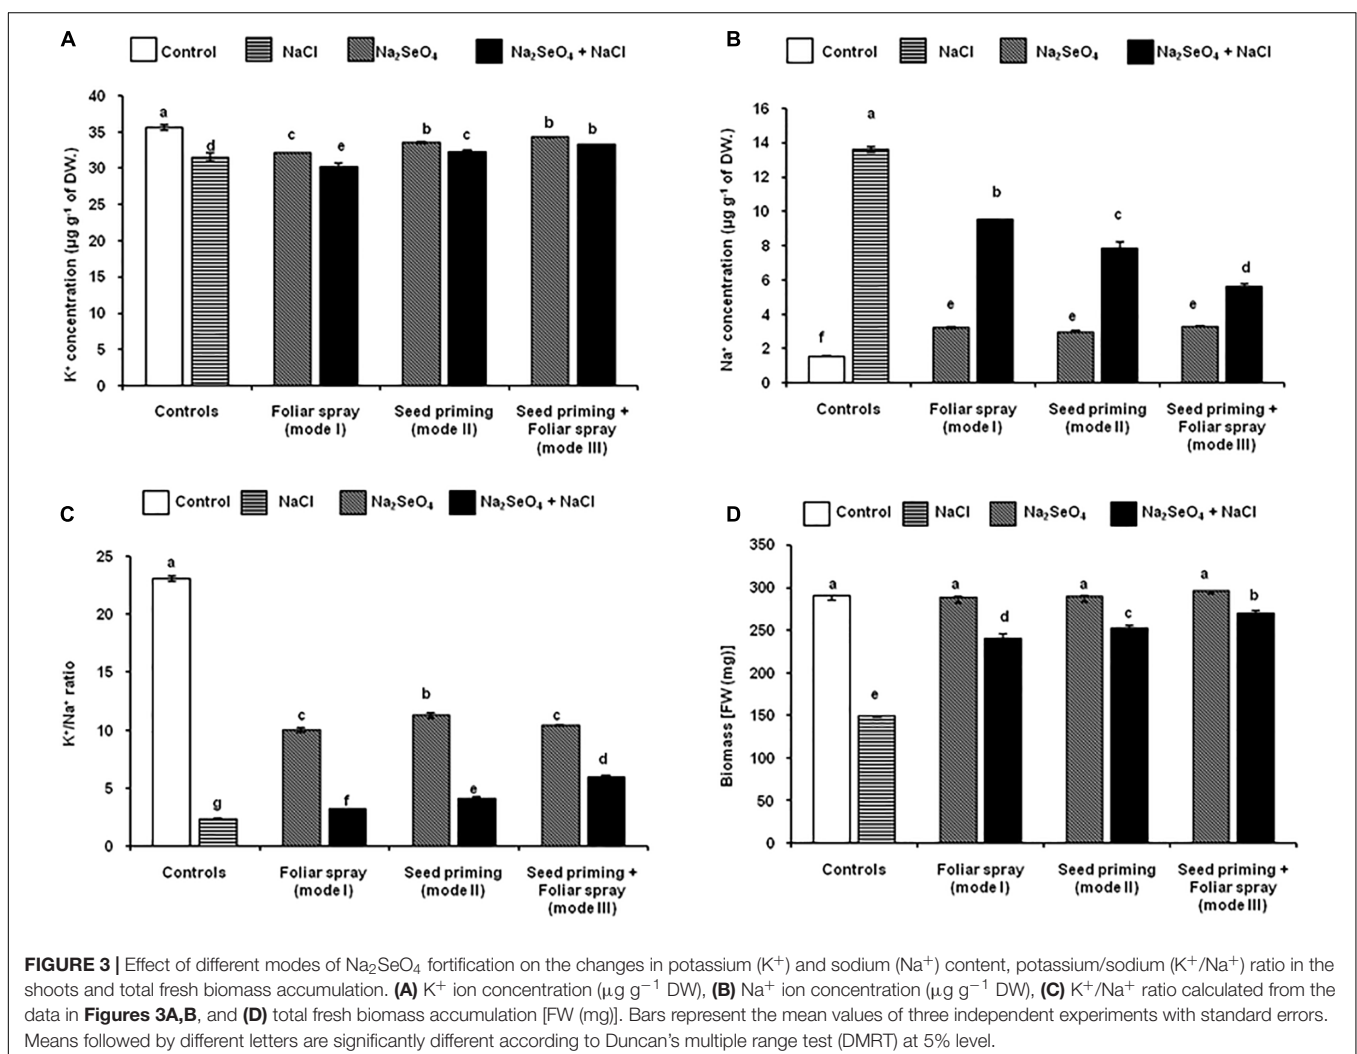 A
Control NaCl Na₂SeO₄ Na₂SeO₄ + NaCl
K⁺ concentration (µg g⁻¹ of DW.)
40
35
30
25
20
15
10
5
0
a
d
c
e
b
c
b
b
Controls
Foliar spray
(mode I)
Seed priming
(mode II)
Seed priming +
Foliar spray
(mode III)
B
Control NaCl Na₂SeO₄ Na₂SeO₄ + NaCl
Na⁺ concentration (µg g⁻¹ of DW.)
16
14
12
10
8
6
4
2
0
f
a
e
b
e
c
e
d
Controls
Foliar spray
(mode I)
Seed priming
(mode II)
Seed priming +
Foliar spray
(mode III)
C
Control NaCl Na₂SeO₄ Na₂SeO₄ + NaCl
K⁺/Na⁺ ratio
25
20
15
10
5
0
a
g
c
f
b
e
c
d
Controls
Foliar spray
(mode I)
Seed priming
(mode II)
Seed priming +
Foliar spray
(mode III)
D
Control NaCl Na₂SeO₄ Na₂SeO₄ + NaCl
Biomass [FW (mg)]
350
300
250
200
150
100
50
0
a
e
a
d
a
c
a
b
Controls
Foliar spray
(mode I)
Seed priming
(mode II)
Seed priming +
Foliar spray
(mode III)
FIGURE 3 | Effect of different modes of Na₂SeO₄ fortification on the changes in potassium (K⁺) and sodium (Na⁺) content, potassium/sodium (K⁺/Na⁺) ratio in the
shoots and total fresh biomass accumulation. (A) K⁺ ion concentration (µg g⁻¹ DW), (B) Na⁺ ion concentration (µg g⁻¹ DW), (C) K⁺/Na⁺ ratio calculated from the
data in Figures 3A,B, and (D) total fresh biomass accumulation [FW (mg)]. Bars represent the mean values of three independent experiments with standard errors.
Means followed by different letters are significantly different according to Duncan's multiple range test (DMRT) at 5% level.